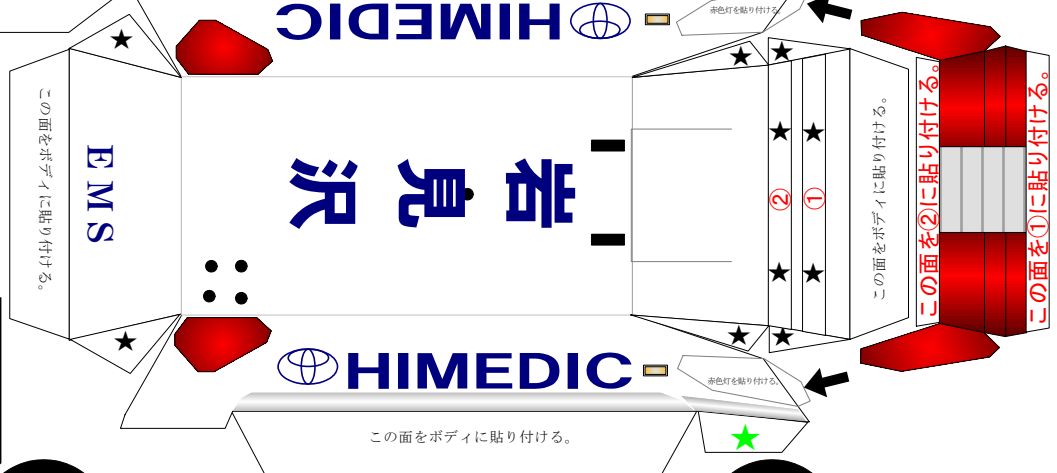 HIMEDIC
赤色灯を貼り付ける。
この面をボディに貼り付ける。
EMS
岩見沢
②
①
この面をボディに貼り付ける。
この面を②に貼り付ける。
この面を①に貼り付ける。
HIMEDIC
赤色灯を貼り付ける。
この面をボディに貼り付ける。